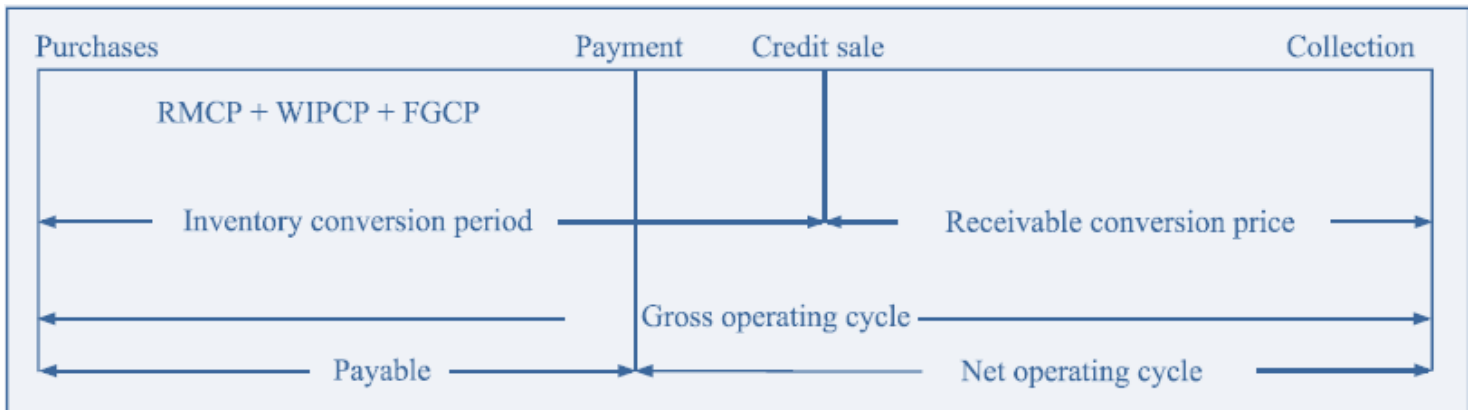 Purchases Payment Credit sale Collection
RMCP + WIPCP + FGCP
Inventory conversion period Receivable conversion price
Gross operating cycle
Payable Net operating cycle